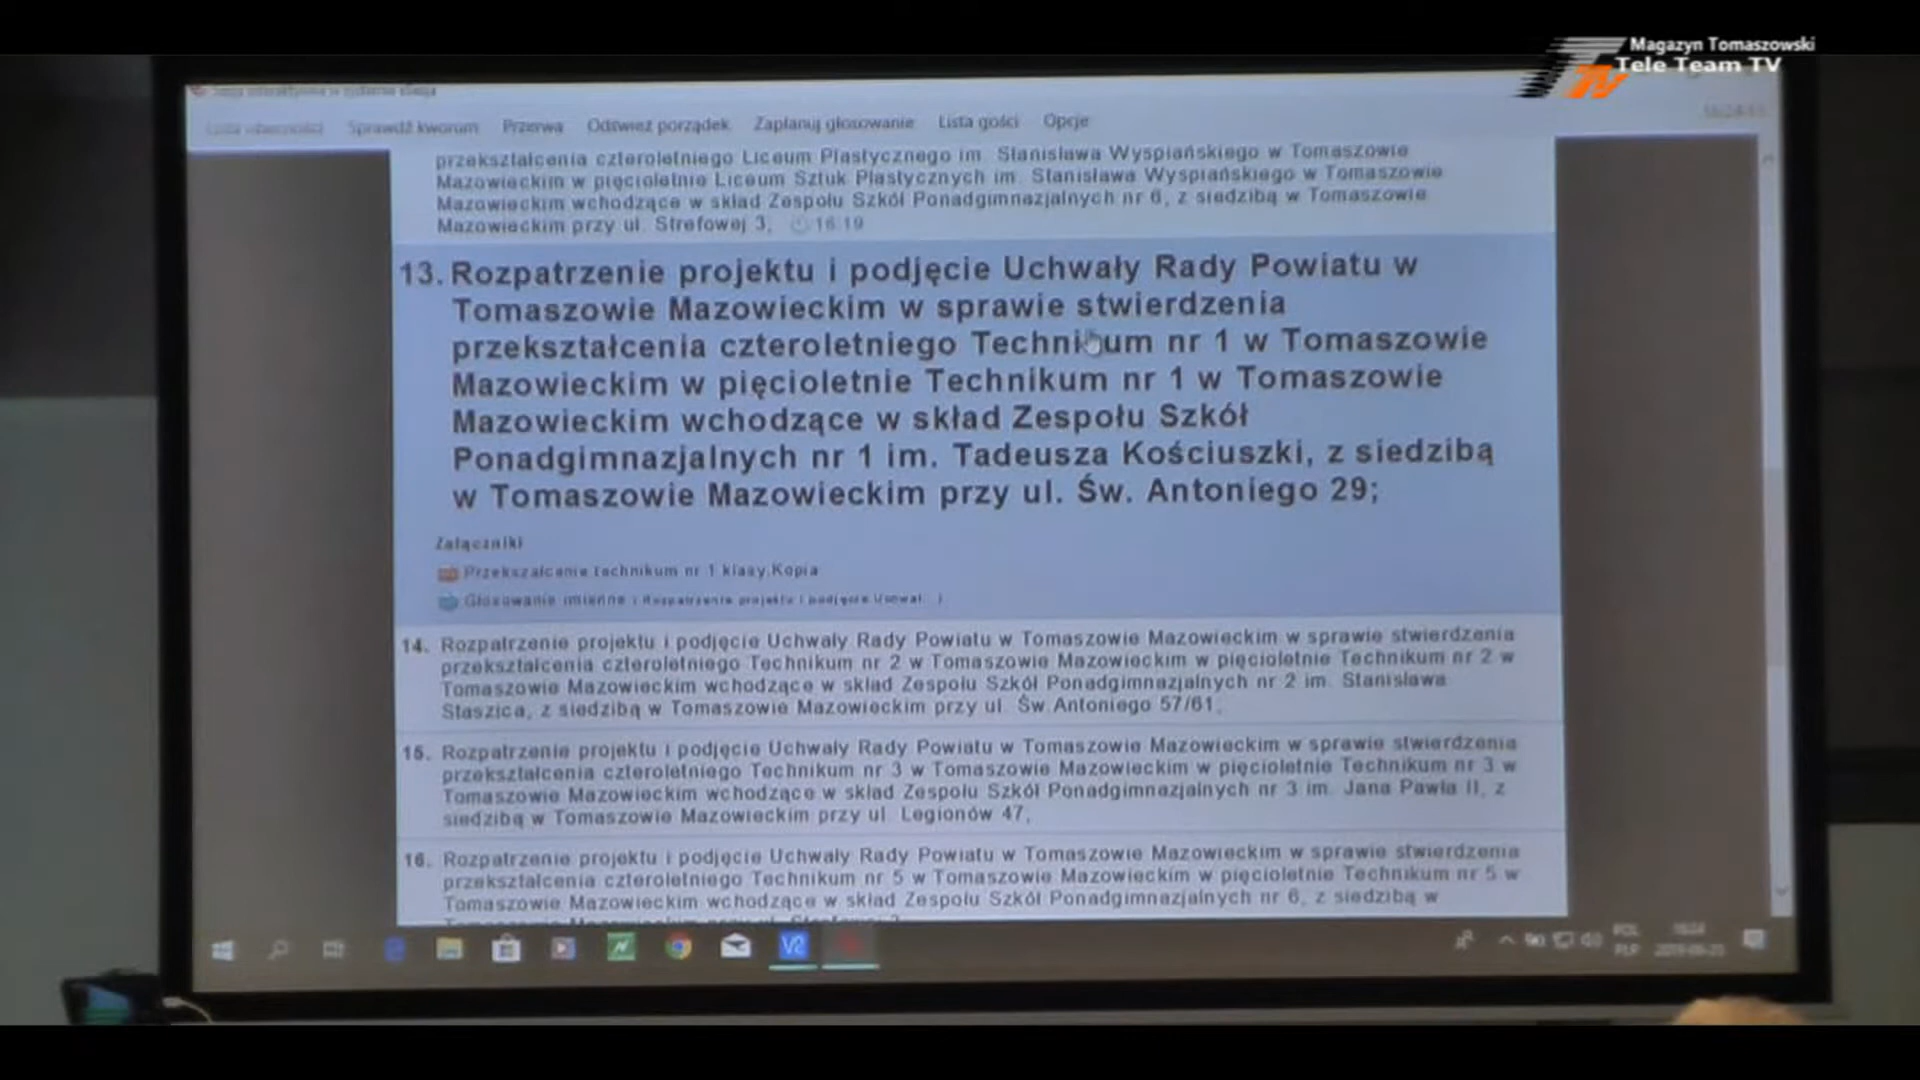 Magazyn Tomaszowski
Tele Team TV
Sprawdź kworum Przerwa Odśwież porządek Zaplanuj głosowanie Lista gości Opcje
przekształcenia czteroletniego Liceum Plastycznego im. Stanisława Wyspiańskiego w Tomaszowie
Mazowieckim w pięcioletnie Liceum Sztuk Plastycznych im. Stanisława Wyspiańskiego w Tomaszowie
Mazowieckim wchodzące w skład Zespołu Szkół Ponadgimnazjalnych nr 6, z siedzibą w Tomaszowie
Mazowieckim przy ul. Strefowej 3; 16:19
13. Rozpatrzenie projektu i podjęcie Uchwały Rady Powiatu w
Tomaszowie Mazowieckim w sprawie stwierdzenia
przekształcenia czteroletniego Technikum nr 1 w Tomaszowie
Mazowieckim w pięcioletnie Technikum nr 1 w Tomaszowie
Mazowieckim wchodzące w skład Zespołu Szkół
Ponadgimnazjalnych nr 1 im. Tadeusza Kościuszki, z siedzibą
w Tomaszowie Mazowieckim przy ul. Św. Antoniego 29;
Załączniki
Przekształcenie technikum nr 1 klasy.Kopia
Głosowanie imienne (Rozpatrzenie projektu i podjęcie Uchwał...)
14. Rozpatrzenie projektu i podjęcie Uchwały Rady Powiatu w Tomaszowie Mazowieckim w sprawie stwierdzenia
przekształcenia czteroletniego Technikum nr 2 w Tomaszowie Mazowieckim w pięcioletnie Technikum nr 2 w
Tomaszowie Mazowieckim wchodzące w skład Zespołu Szkół Ponadgimnazjalnych nr 2 im. Stanisława
Staszica, z siedzibą w Tomaszowie Mazowieckim przy ul. Św Antoniego 57/61;
15. Rozpatrzenie projektu i podjęcie Uchwały Rady Powiatu w Tomaszowie Mazowieckim w sprawie stwierdzenia
przekształcenia czteroletniego Technikum nr 3 w Tomaszowie Mazowieckim w pięcioletnie Technikum nr 3 w
Tomaszowie Mazowieckim wchodzące w skład Zespołu Szkół Ponadgimnazjalnych nr 3 im. Jana Pawła II, z
siedzibą w Tomaszowie Mazowieckim przy ul. Legionów 47;
16. Rozpatrzenie projektu i podjęcie Uchwały Rady Powiatu w Tomaszowie Mazowieckim w sprawie stwierdzenia
przekształcenia czteroletniego Technikum nr 5 w Tomaszowie Mazowieckim w pięcioletnie Technikum nr 5 w
Tomaszowie Mazowieckim wchodzące w skład Zespołu Szkół Ponadgimnazjalnych nr 6, z siedzibą w